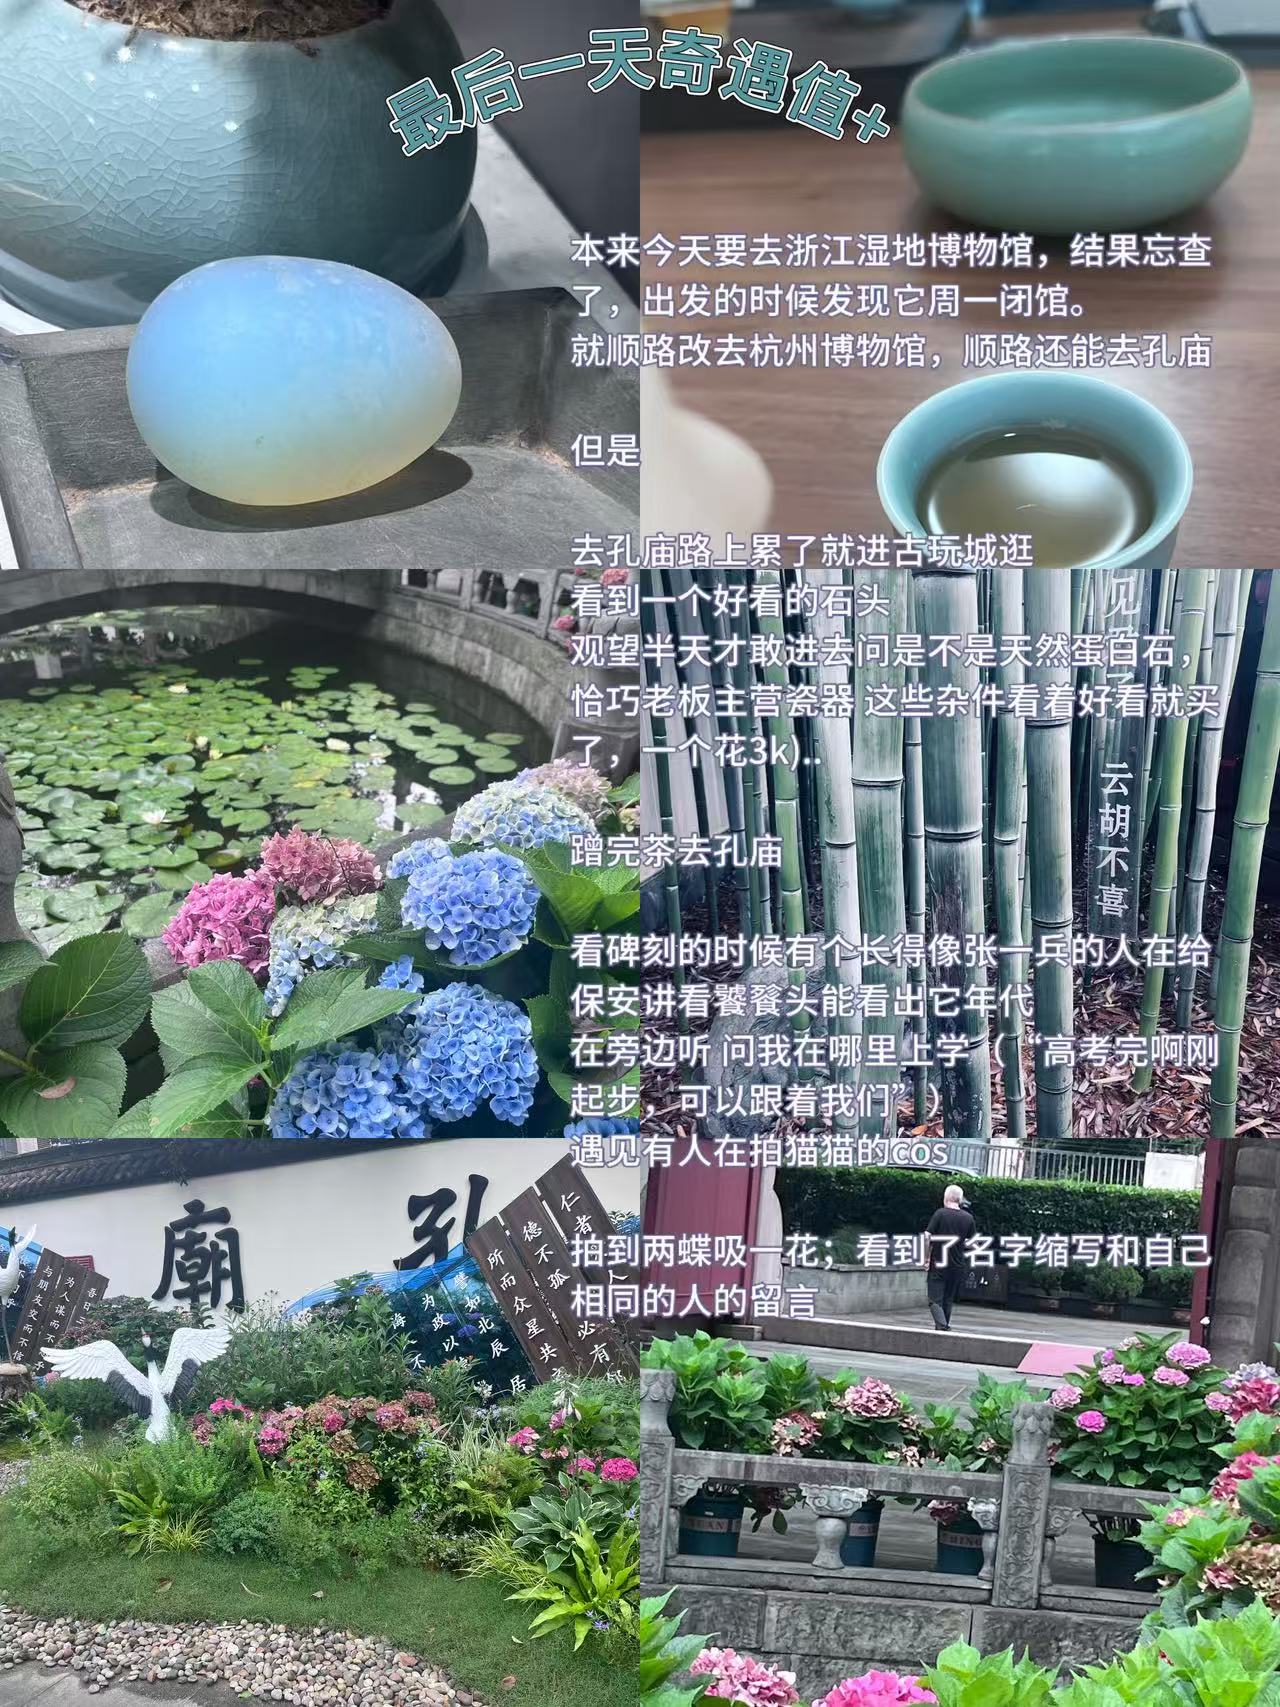 最后一天奇遇值+
本来今天要去浙江湿地博物馆，结果忘查
了，出发的时候发现它周一闭馆。
就顺路改去杭州博物馆，顺路还能去孔庙
但是
去孔庙路上累了就进古玩城逛
看到一个好看的石头
观望半天才敢进去问是不是天然蛋白石，
恰巧老板主营瓷器 这些杂件看着好看就买
了，一个花3k)..
蹭完茶去孔庙
看碑刻的时候有个长得像张一兵的人在给
保安讲看饕餮头能看出它年代
在旁边听 问我在哪里上学（“高考完啊刚
起步，可以跟着我们”）
遇见有人在拍猫猫的cos
拍到两蝶吸一花；看到了名字缩写和自己
相同的人的留言
见
云胡不喜
廟 孔
仁者
德不孤
必有邻
所而众星共
居
譬如北辰
为政以
海
不
吾日三
为人谋而不
与朋友交而不信
乎